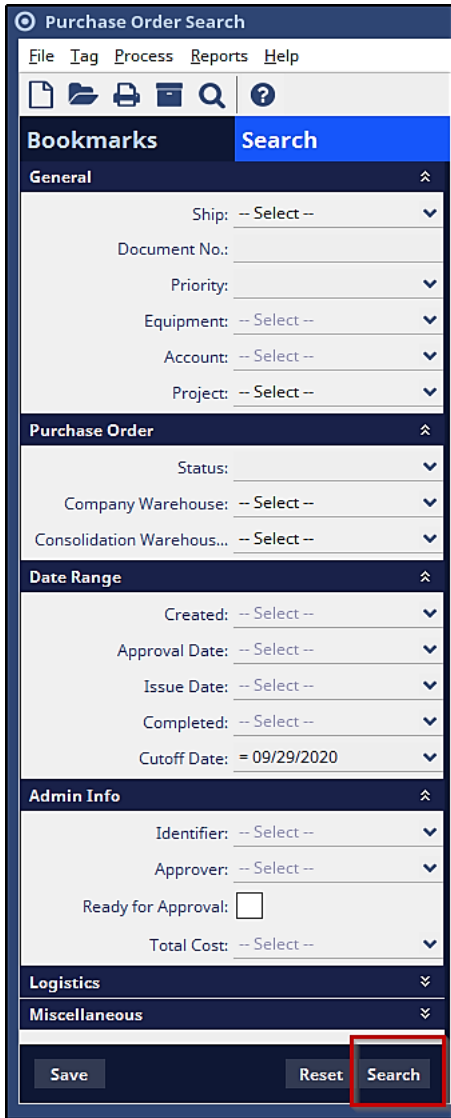 Purchase Order Search
File Tag Process Reports Help
Bookmarks Search
General
Ship: -- Select --
Document No.:
Priority:
Equipment: -- Select --
Account: -- Select --
Project: -- Select --
Purchase Order
Status:
Company Warehouse: -- Select --
Consolidation Warehous... -- Select --
Date Range
Created: -- Select --
Approval Date: -- Select --
Issue Date: -- Select --
Completed: -- Select --
Cutoff Date: = 09/29/2020
Admin Info
Identifier: -- Select --
Approver: -- Select --
Ready for Approval:
Total Cost: -- Select --
Logistics
Miscellaneous
Save Reset Search